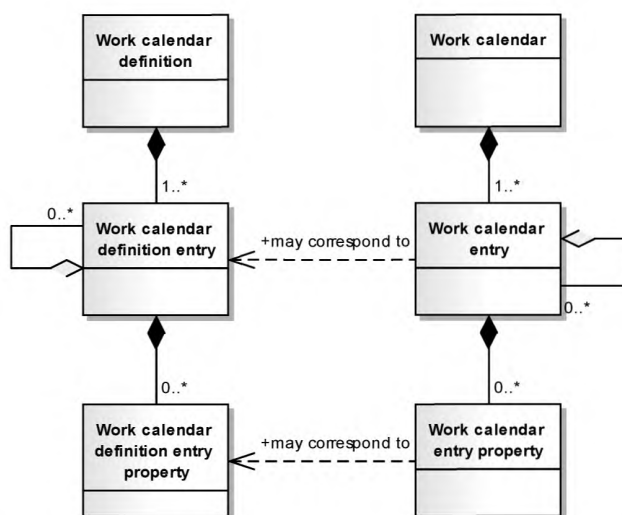 Work calendar
definition
Work calendar
1..*
1..*
0..*
Work calendar
definition entry
+may correspond to
Work calendar
entry
0..*
0..*
0..*
Work calendar
definition entry
property
+may correspond to
Work calendar
entry property